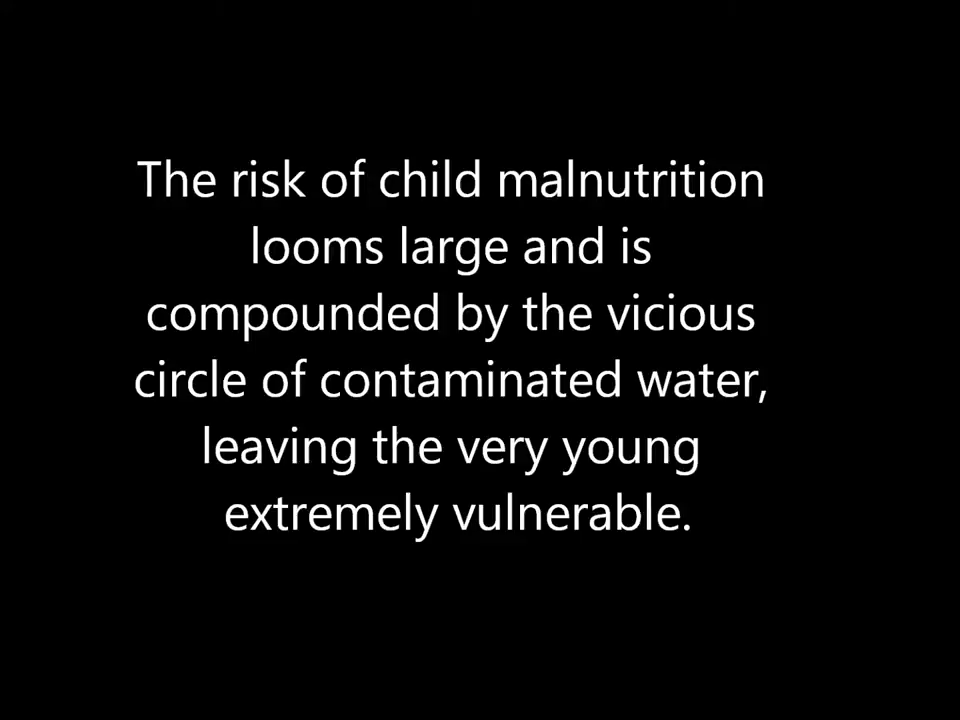 The risk of child malnutrition
looms large and is
compounded by the vicious
circle of contaminated water,
leaving the very young
extremely vulnerable.